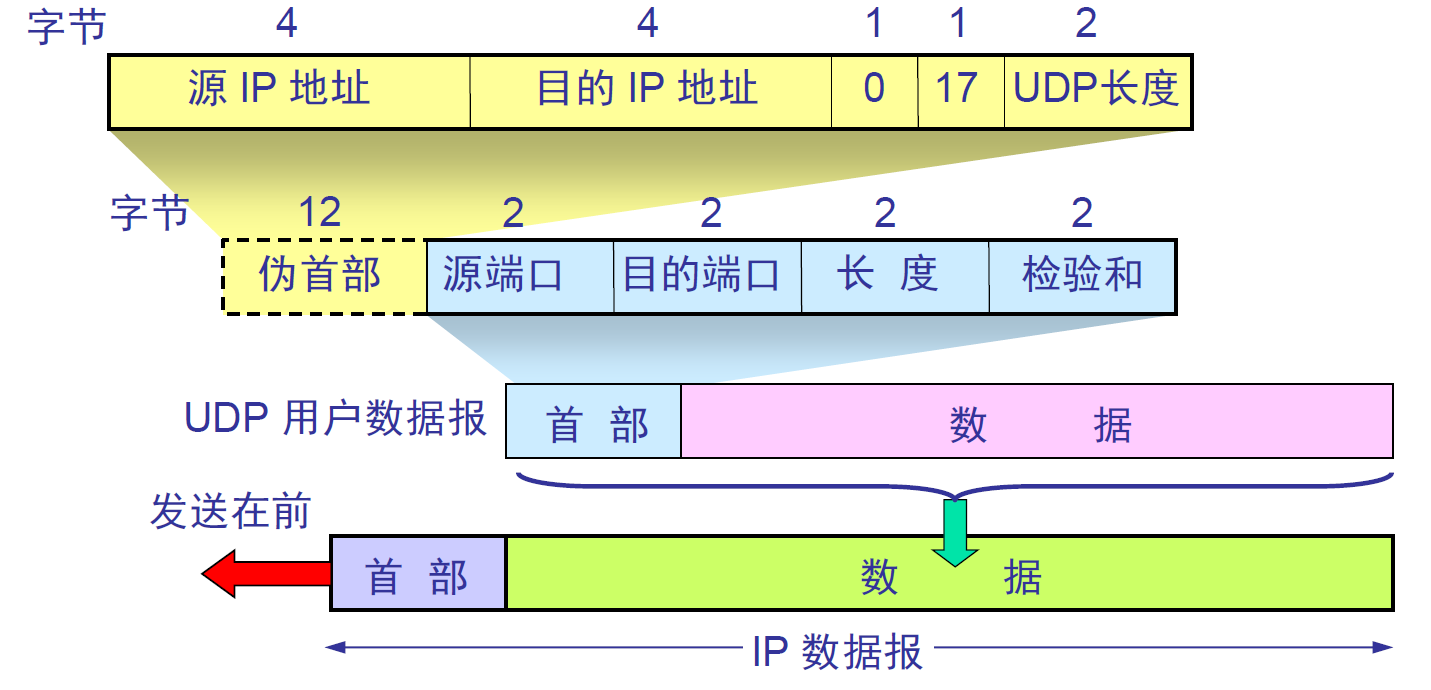 字节 4 4 1 1 2
源 IP 地址 目的 IP 地址 0 17 UDP长度
字节 12 2 2 2 2
伪首部 源端口 目的端口 长 度 检验和
UDP 用户数据报 首 部 数 据
发送在前
首 部 数 据
IP 数据报